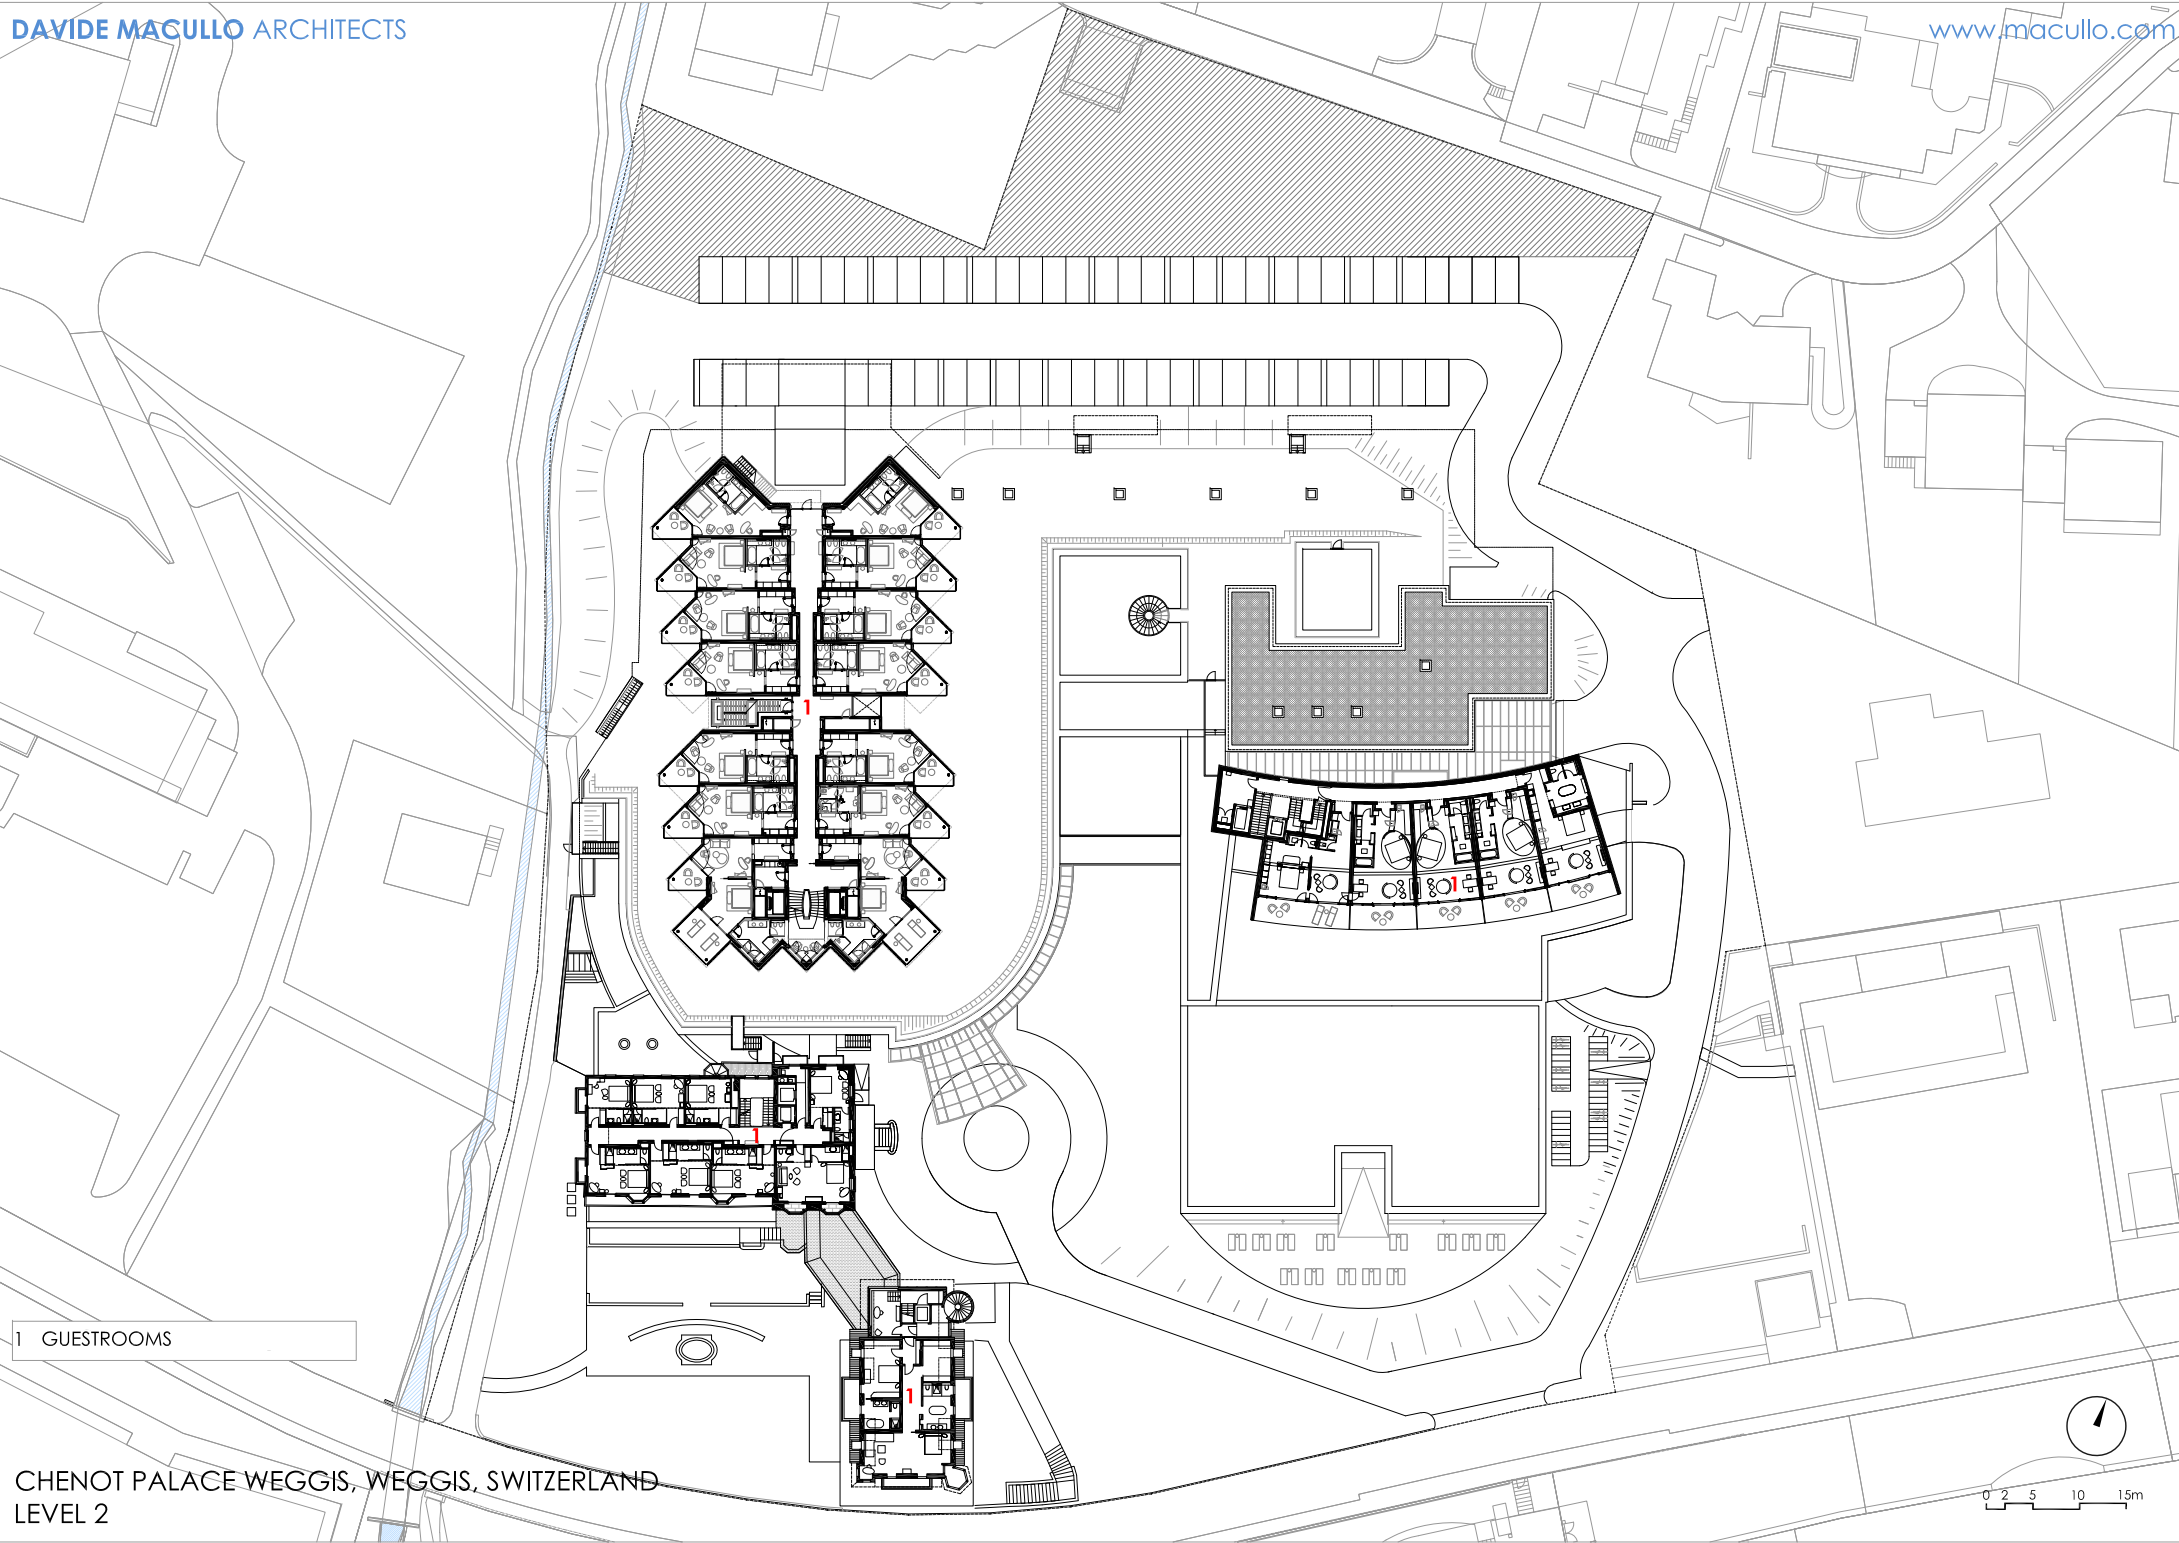 DAVIDE MACULLO ARCHITECTS
www.macullo.com
1
1
1
1
1 GUESTROOMS
CHENOT PALACE WEGGIS, WEGGIS, SWITZERLAND
LEVEL 2
0 2 5 10 15m